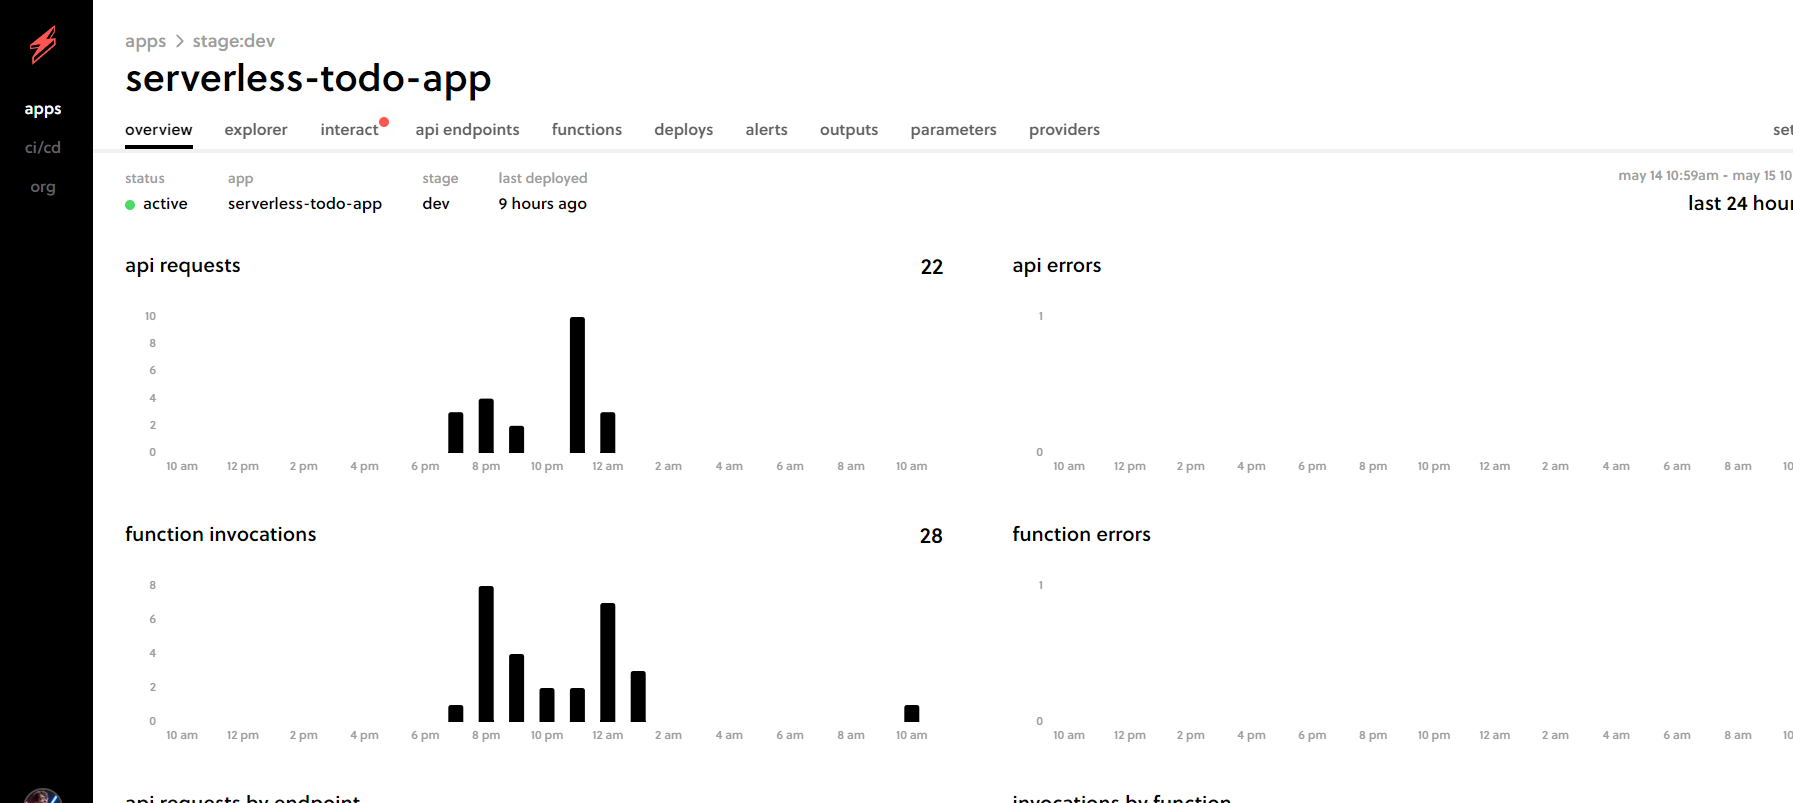 apps
ci/cd
org
apps > stage:dev
serverless-todo-app
overview explorer interact api endpoints functions deploys alerts outputs parameters providers
status app stage last deployed
may 14 10:59am - may 15 10
active serverless-todo-app dev 9 hours ago
last 24
api requests 22
10
8
6
4
2
0
10 am 12 pm 2 pm 4 pm 6 pm 8 pm 10 pm 12 am 2 am 4 am 6 am 8 am 10 am
api errors
1
0
10 am 12 pm 2 pm 4 pm 6 pm 8 pm 10 pm 12 am 2 am 4 am 6 am 8 am 10
function invocations 28
8
6
4
2
0
10 am 12 pm 2 pm 4 pm 6 pm 8 pm 10 pm 12 am 2 am 4 am 6 am 8 am 10 am
function errors
1
0
10 am 12 pm 2 pm 4 pm 6 pm 8 pm 10 pm 12 am 2 am 4 am 6 am 8 am 10
api requests by endpoint
invocations by function